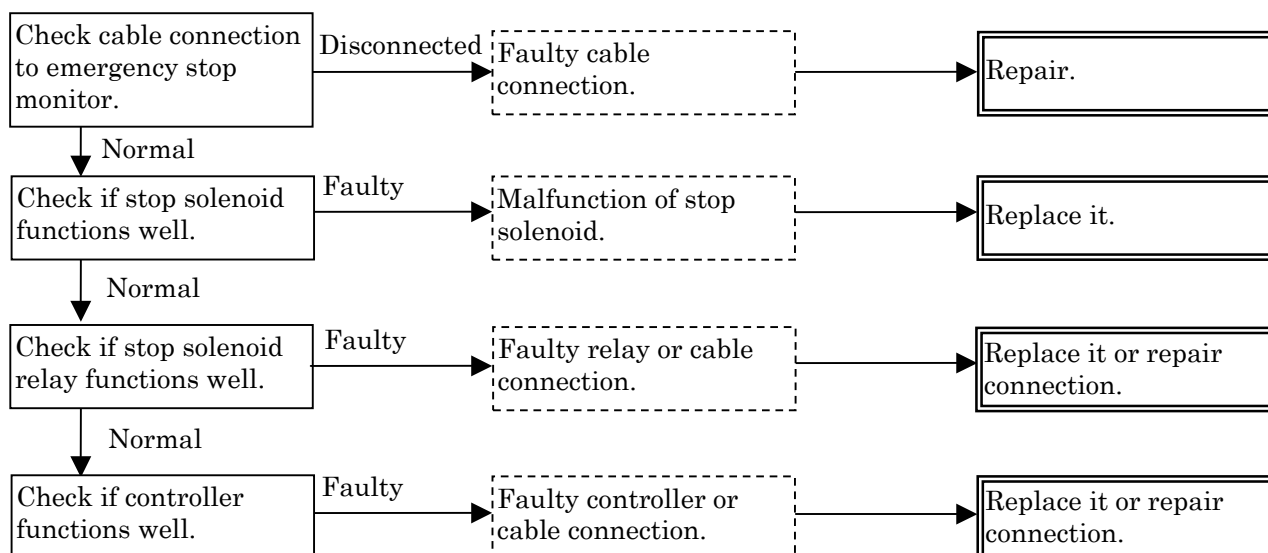 Check cable connection
to emergency stop
monitor.
Disconnected
Faulty cable
connection.
Repair.
Normal
Check if stop solenoid
functions well.
Faulty
Malfunction of stop
solenoid.
Replace it.
Normal
Check if stop solenoid
relay functions well.
Faulty
Faulty relay or cable
connection.
Replace it or repair
connection.
Normal
Check if controller
functions well.
Faulty
Faulty controller or
cable connection.
Replace it or repair
connection.